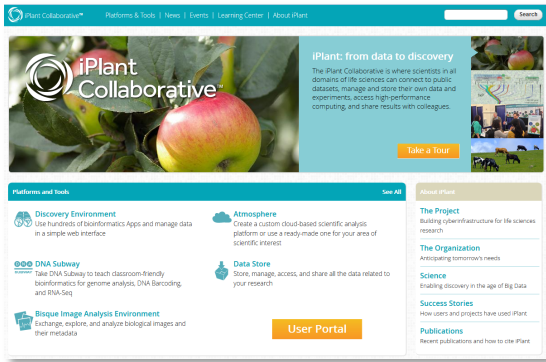 iPlant Collaborative™
Platforms & Tools | News | Events | Learning Center | About iPlant
Search
iPlant
Collaborative™
iPlant: from data to discovery
The iPlant Collaborative is where scientists in all
domains of life sciences can connect to public
datasets, manage and store their own data and
experiments, access high-performance
computing, and share results with colleagues.
Take a Tour
Platforms and Tools
See All
Discovery Environment
Use hundreds of bioinformatics Apps and manage data
in a simple web interface
Atmosphere
Create a custom cloud-based scientific analysis
platform or use a ready-made one for your area of
scientific interest
DNA
SUBWAY
DNA Subway
Take DNA Subway to teach classroom-friendly
bioinformatics for genome analysis, DNA Barcoding,
and RNA-Seq
Data Store
Store, manage, access, and share all the data related to
your research
Bisque Image Analysis Environment
Exchange, explore, and analyze biological images and
their metadata
User Portal
About iPlant
The Project
Building cyberinfrastructure for life sciences
research
The Organization
Anticipating tomorrow's needs
Science
Enabling discovery in the age of Big Data
Success Stories
How users and projects have used iPlant
Publications
Recent publications and how to cite iPlant